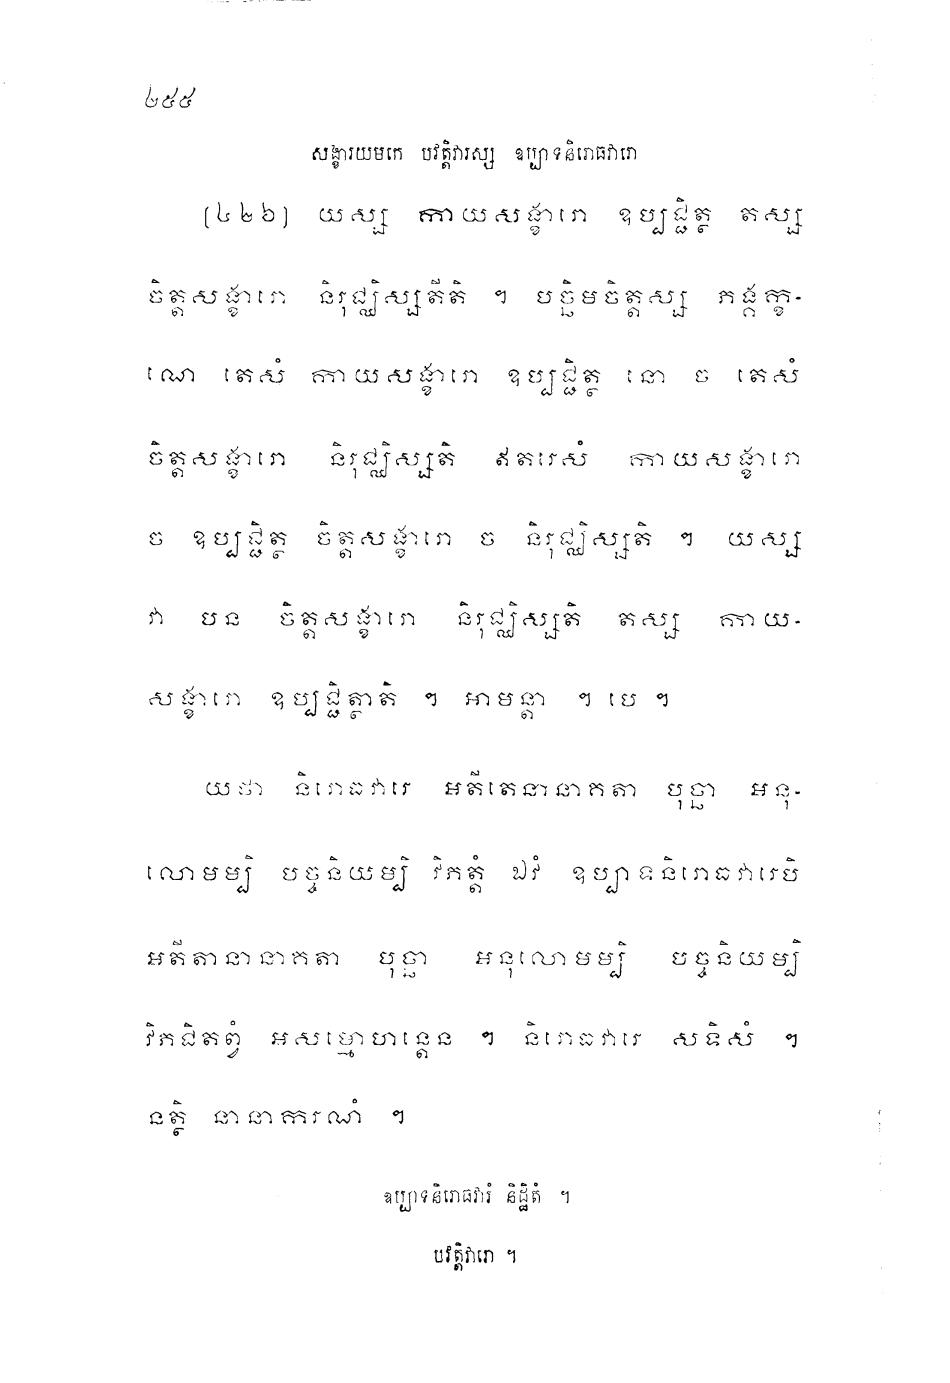 ២៩៩
សង្ខារយមកេ បវត្តិវារស្ស ឧប្បាទនិរោធវារោ
(៤២៦) យស្ស កាយសង្ខារោ ឧប្បជ្ជិត្ថ តស្ស
ចិត្តសង្ខារោ និរុជ្ឈិស្សតីតិ ។ បច្ឆិមចិត្តស្ស ភង្គក្ខ-
ណេ តេសំ កាយសង្ខារោ ឧប្បជ្ជិត្ថ នោ ច តេសំ
ចិត្តសង្ខារោ និរុជ្ឈិស្សតិ ឥតរេសំ កាយសង្ខារោ
ច ឧប្បជ្ជិត្ថ ចិត្តសង្ខារោ ច និរុជ្ឈិស្សតិ ។ យស្ស
វា បន ចិត្តសង្ខារោ និរុជ្ឈិស្សតិ តស្ស កាយ-
សង្ខារោ ឧប្បជ្ជិត្ថាតិ ។ អាមន្តា ។ បេ ។
យថា និរោធវារេ អតីតេនានាគតា បុច្ឆា អនុ-
លោមម្បិ បច្ចនិយម្បិ វិភត្តំ ឯវំ ឧប្បាទនិរោធវារេបិ
អតីតានានាគតា បុច្ឆា អនុលោមម្បិ បច្ចនិយម្បិ
វិភជិតព្វំ អសម្មោហន្តេន ។ និរោធវារេ សទិសំ ។
នត្ថិ នានាករណំ ។
ឧប្បាទនិរោធវារំ និដ្ឋិតំ ។
បវត្តិវារោ ។